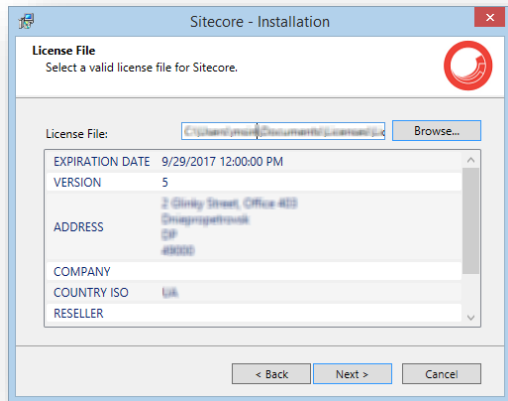 Sitecore - Installation
License File
Select a valid license file for Sitecore.
License File:
Browse...
EXPIRATION DATE 9/29/2017 12:00:00 PM
VERSION 5
ADDRESS
COMPANY
COUNTRY ISO
RESELLER
< Back Next > Cancel